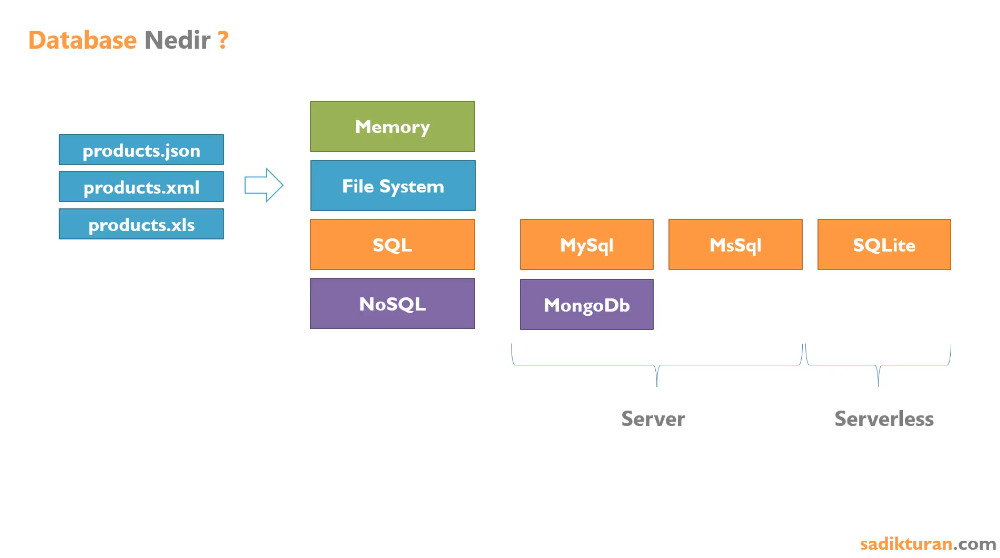 Database Nedir ?
products.json
products.xml
products.xls
Memory
File System
SQL
NoSQL
MySql
MsSql
SQLite
MongoDb
Server
Serverless
sadikturan.com